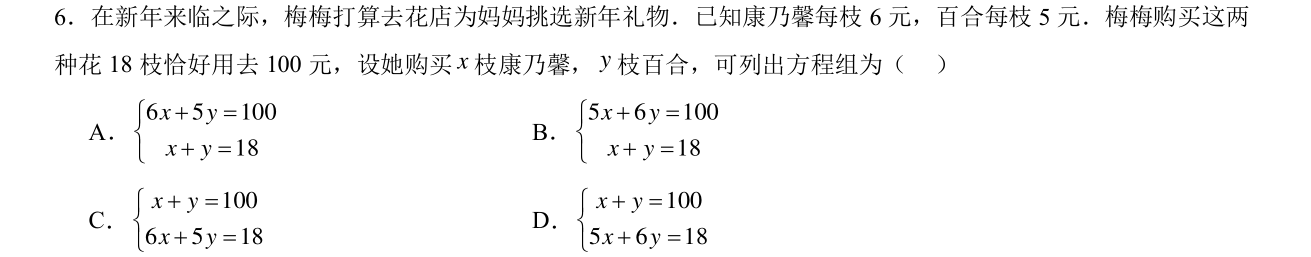 6．在新年来临之际，梅梅打算去花店为妈妈挑选新年礼物．已知康乃馨每枝 6 元，百合每枝 5 元．梅梅购买这两
种花 18 枝恰好用去 100 元，设她购买 x 枝康乃馨， y 枝百合，可列出方程组为（　）
A． { 6x+5y=100
x+y=18
B． { 5x+6y=100
x+y=18
C． { x+y=100
6x+5y=18
D． { x+y=100
5x+6y=18